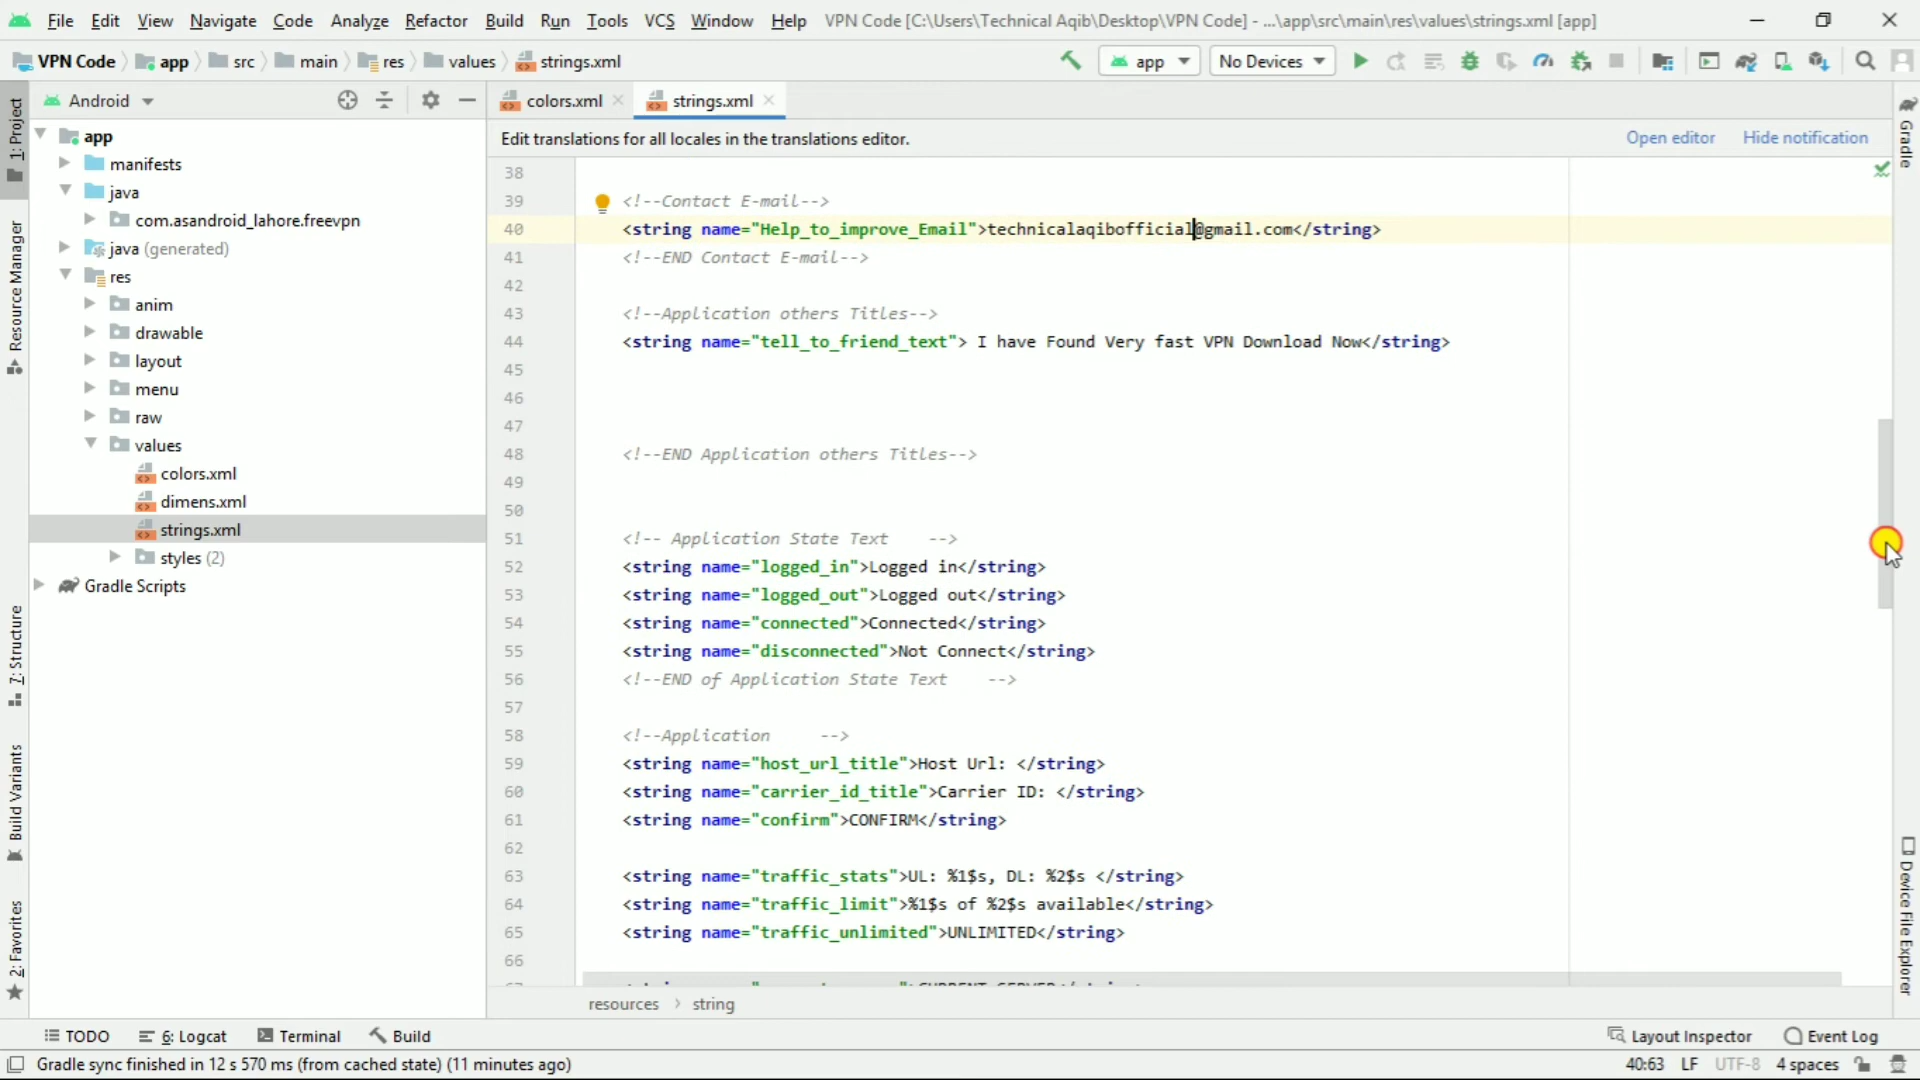 File Edit View Navigate Code Analyze Refactor Build Run Tools VCS Window Help VPN Code [C:\Users\Technical Aqib\Desktop\VPN Code] - ...\app\src\main\res\values\strings.xml [app]
VPN Code app src main res values strings.xml app No Devices
Android colors.xml strings.xml
Edit translations for all locales in the translations editor. Open editor Hide notification
1: Project
Resource Manager
7: Structure
Build Variants
2: Favorites
app
manifests
java
com.asandroid_lahore.freevpn
java (generated)
res
anim
drawable
layout
menu
raw
values
colors.xml
dimens.xml
strings.xml
styles (2)
Gradle Scripts
38
39 <!--Contact E-mail-->
40 <string name="Help_to_improve_Email">technicalaqibofficial@gmail.com</string>
41 <!--END Contact E-mail-->
42
43 <!--Application others Titles-->
44 <string name="tell_to_friend_text"> I have Found Very fast VPN Download Now</string>
45
46
47
48 <!--END Application others Titles-->
49
50
51 <!-- Application State Text -->
52 <string name="logged_in">Logged in</string>
53 <string name="logged_out">Logged out</string>
54 <string name="connected">Connected</string>
55 <string name="disconnected">Not Connect</string>
56 <!--END of Application State Text -->
57
58 <!--Application -->
59 <string name="host_url_title">Host Url: </string>
60 <string name="carrier_id_title">Carrier ID: </string>
61 <string name="confirm">CONFIRM</string>
62
63 <string name="traffic_stats">UL: %1$s, DL: %2$s </string>
64 <string name="traffic_limit">%1$s of %2$s available</string>
65 <string name="traffic_unlimited">UNLIMITED</string>
66
resources string
Gradle
Device File Explorer
TODO 6: Logcat Terminal Build Layout Inspector Event Log
Gradle sync finished in 12 s 570 ms (from cached state) (11 minutes ago) 40:63 LF UTF-8 4 spaces